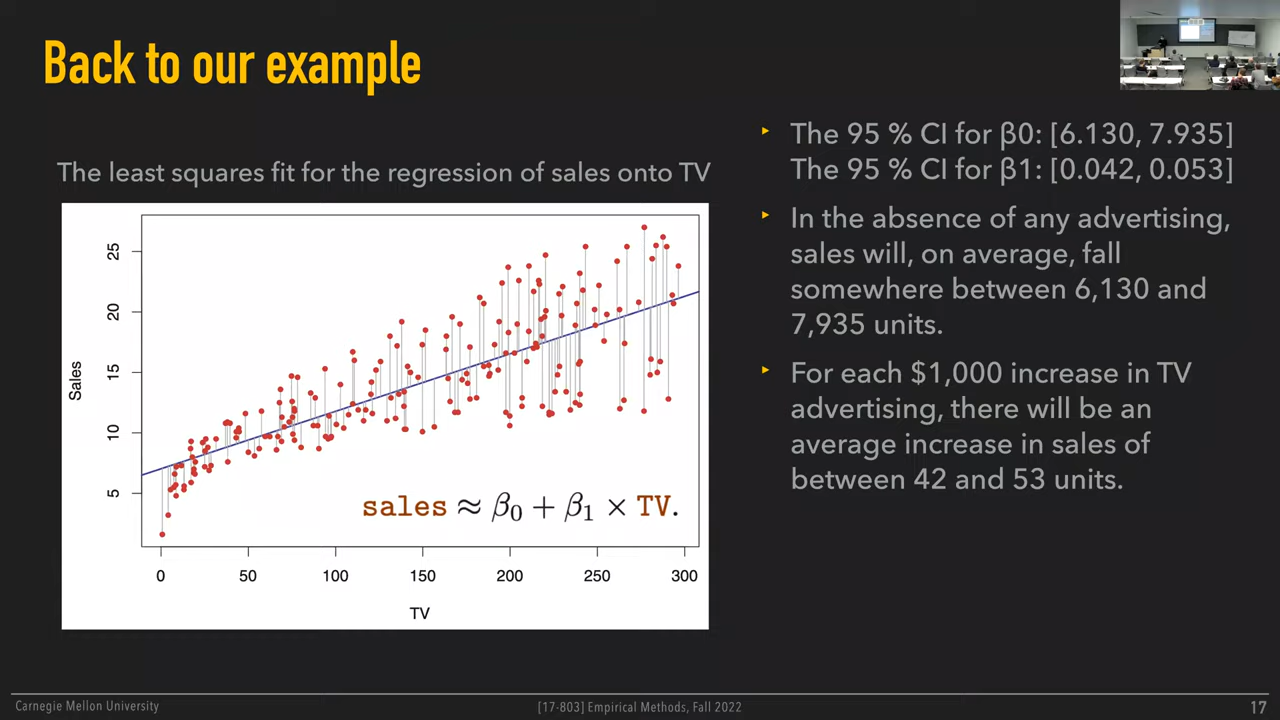 Back to our example
The least squares fit for the regression of sales onto TV
Sales
25
20
15
10
5
sales ≈ β0 + β1 × TV.
0 50 100 150 200 250 300
TV
‣ The 95 % CI for β0: [6.130, 7.935]
The 95 % CI for β1: [0.042, 0.053]
‣ In the absence of any advertising,
sales will, on average, fall
somewhere between 6,130 and
7,935 units.
‣ For each $1,000 increase in TV
advertising, there will be an
average increase in sales of
between 42 and 53 units.
Carnegie Mellon University
[17-803] Empirical Methods, Fall 2022
17